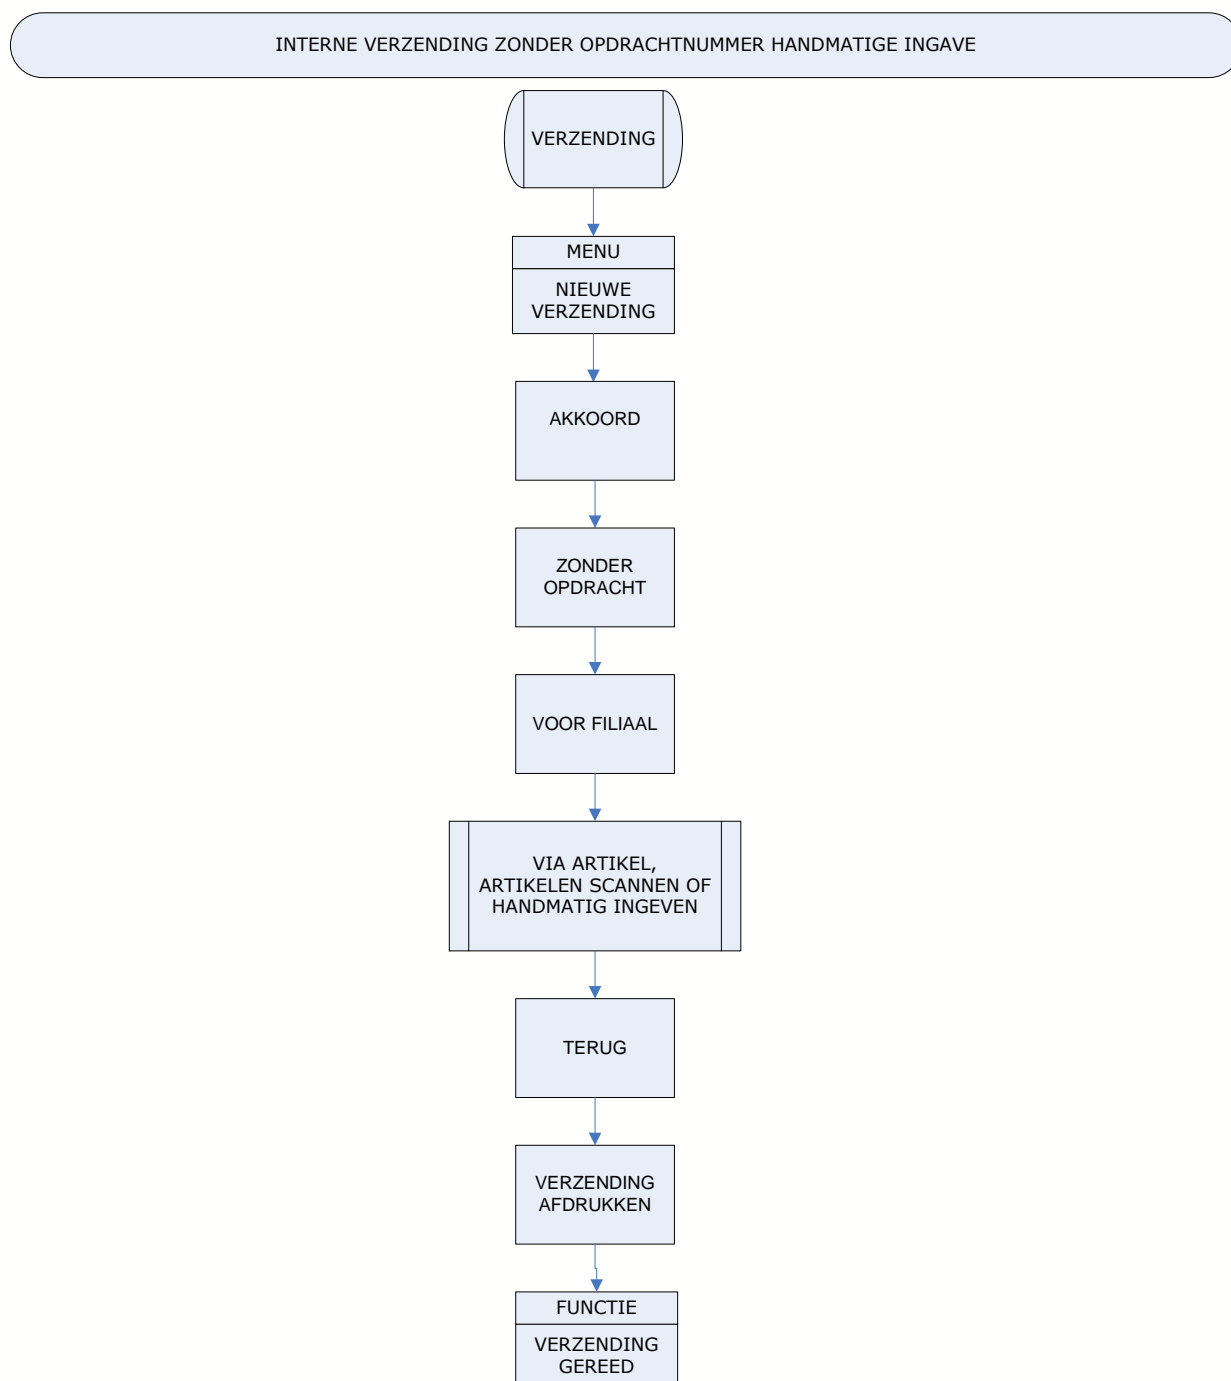 INTERNE VERZENDING ZONDER OPDRACHTNUMMER HANDMATIGE INGAVE
VERZENDING
MENU
NIEUWE
VERZENDING
AKKOORD
ZONDER
OPDRACHT
VOOR FILIAAL
VIA ARTIKEL,
ARTIKELEN SCANNEN OF
HANDMATIG INGEVEN
TERUG
VERZENDING
AFDRUKKEN
FUNCTIE
VERZENDING
GEREED